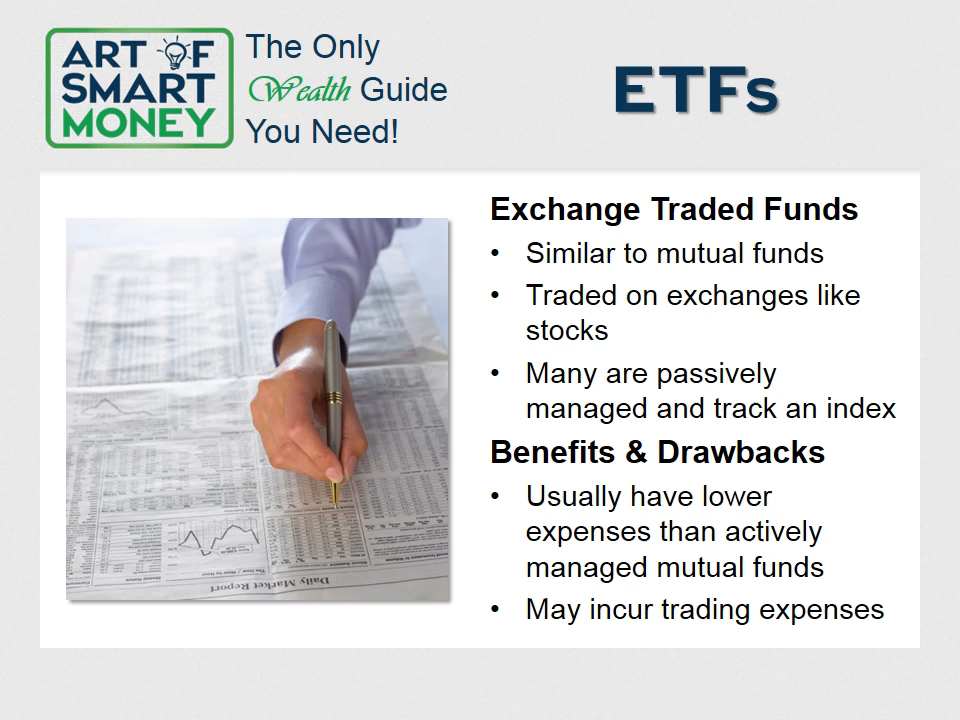 ART OF
SMART
MONEY
The Only
Wealth Guide
You Need!
ETFs
Exchange Traded Funds
• Similar to mutual funds
• Traded on exchanges like
stocks
• Many are passively
managed and track an index
Benefits & Drawbacks
• Usually have lower
expenses than actively
managed mutual funds
• May incur trading expenses
Daily Market Report